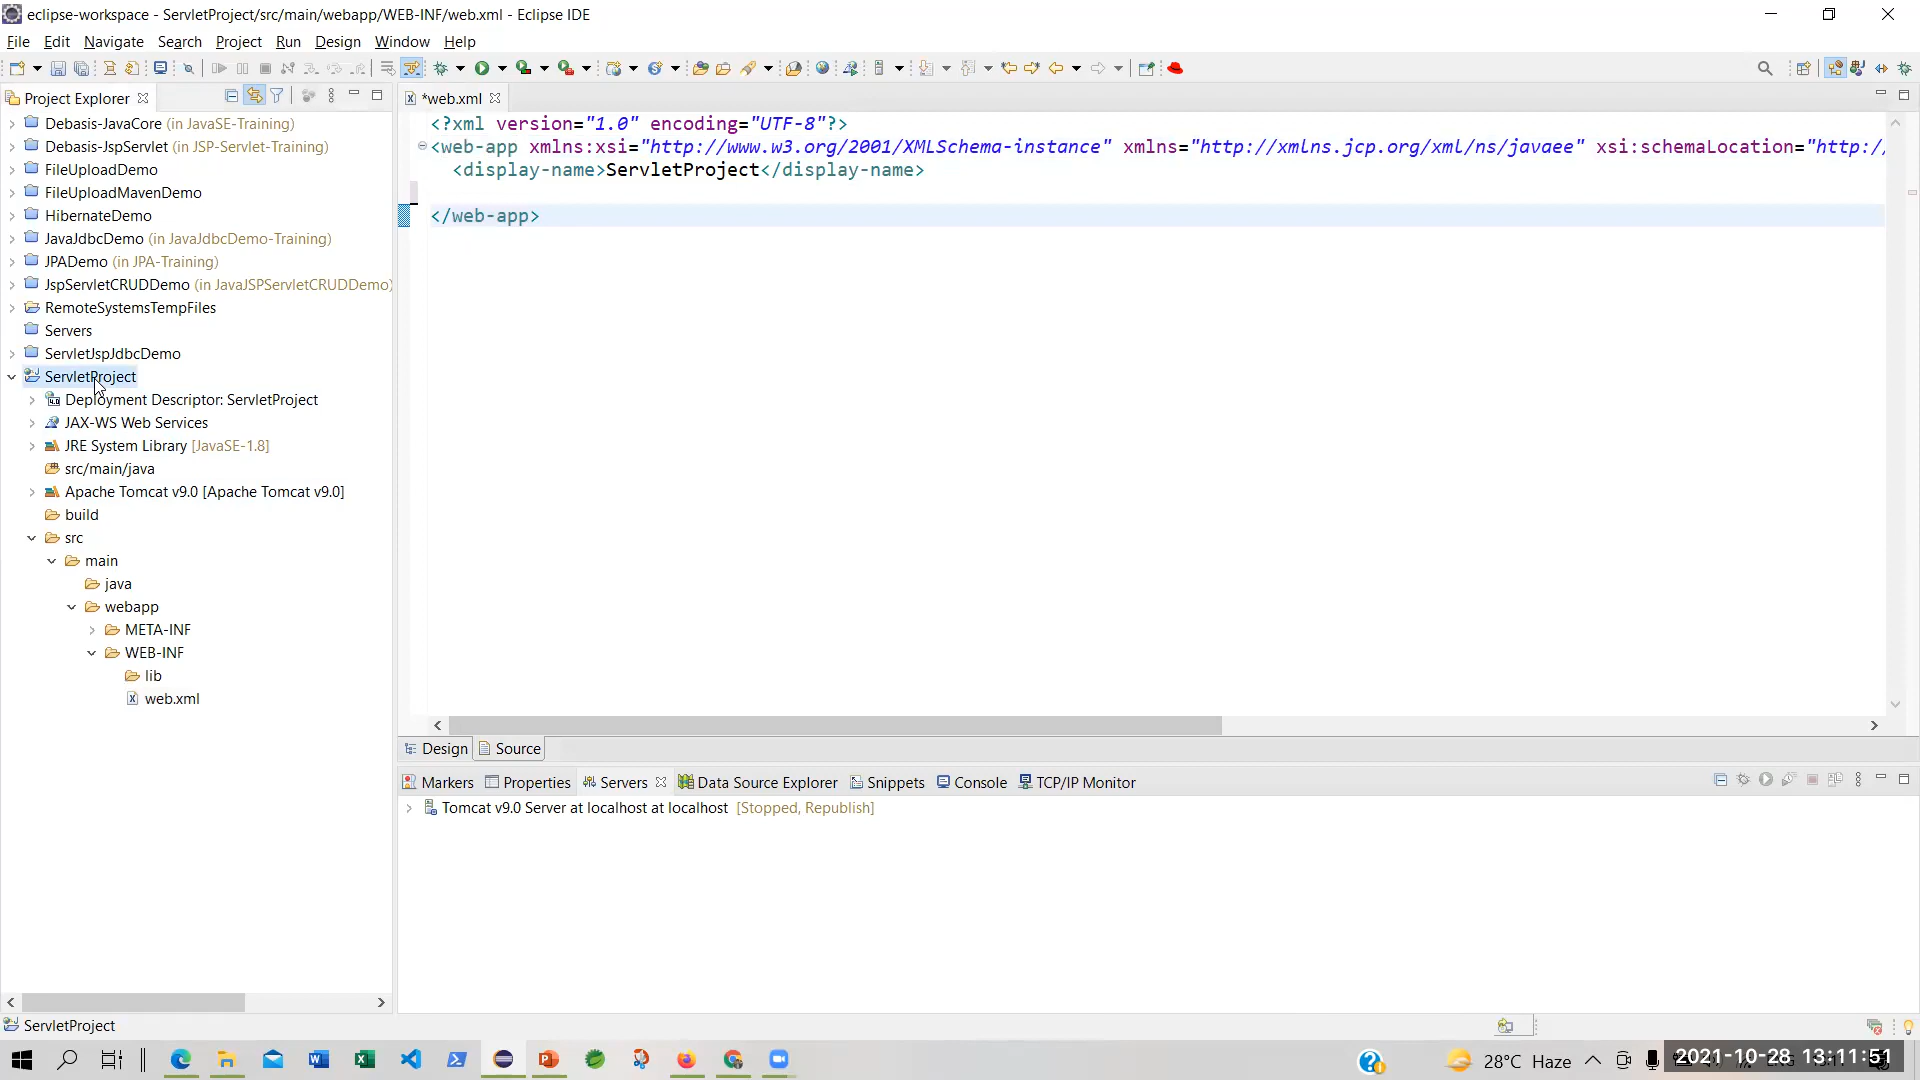 eclipse-workspace - ServletProject/src/main/webapp/WEB-INF/web.xml - Eclipse IDE
File Edit Navigate Search Project Run Design Window Help
Project Explorer
Debasis-JavaCore (in JavaSE-Training)
Debasis-JspServlet (in JSP-Servlet-Training)
FileUploadDemo
FileUploadMavenDemo
HibernateDemo
JavaJdbcDemo (in JavaJdbcDemo-Training)
JPADemo (in JPA-Training)
JspServletCRUDDemo (in JavaJSPServletCRUDDemo)
RemoteSystemsTempFiles
Servers
ServletJspJdbcDemo
ServletProject
Deployment Descriptor: ServletProject
JAX-WS Web Services
JRE System Library [JavaSE-1.8]
src/main/java
Apache Tomcat v9.0 [Apache Tomcat v9.0]
build
src
main
java
webapp
META-INF
WEB-INF
lib
web.xml
*web.xml
<?xml version="1.0" encoding="UTF-8"?>
<web-app xmlns:xsi="http://www.w3.org/2001/XMLSchema-instance" xmlns="http://xmlns.jcp.org/xml/ns/javaee" xsi:schemaLocation="http:/
<display-name>ServletProject</display-name>
</web-app>
Design Source
Markers Properties Servers Data Source Explorer Snippets Console TCP/IP Monitor
Tomcat v9.0 Server at localhost at localhost [Stopped, Republish]
ServletProject
28°C Haze
2021-10-28 13:11:51